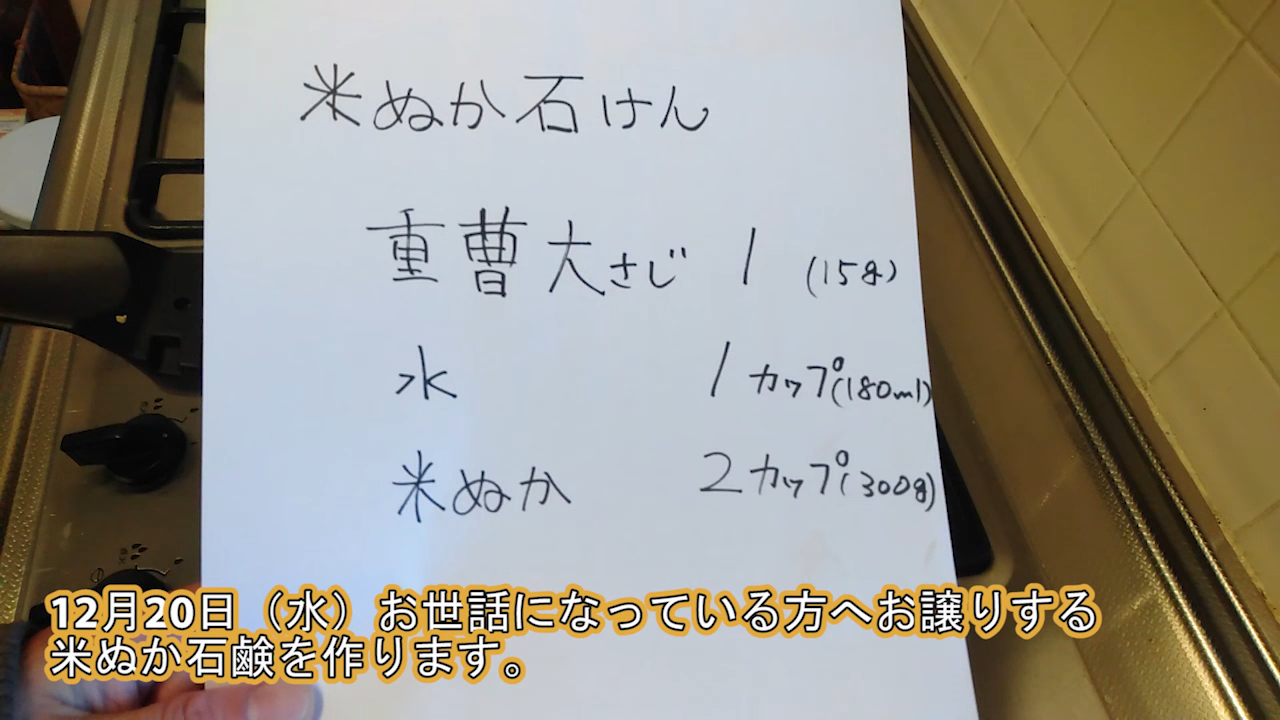 米ぬか石けん
重曹大さじ 1 (15g)
水 1カップ(180ml)
米ぬか 2カップ(300g)
12月20日（水）お世話になっている方へお譲りする
米ぬか石鹸を作ります。